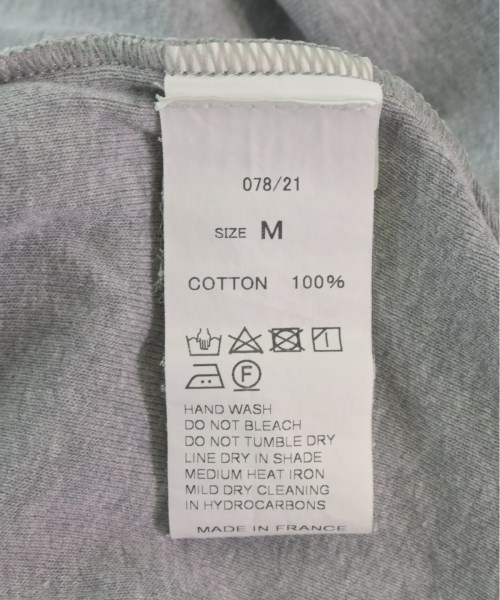 078/21
SIZE M
COTTON 100%
F
HAND WASH
DO NOT BLEACH
DO NOT TUMBLE DRY
LINE DRY IN SHADE
MEDIUM HEAT IRON
MILD DRY CLEANING
IN HYDROCARBONS
MADE IN FRANCE